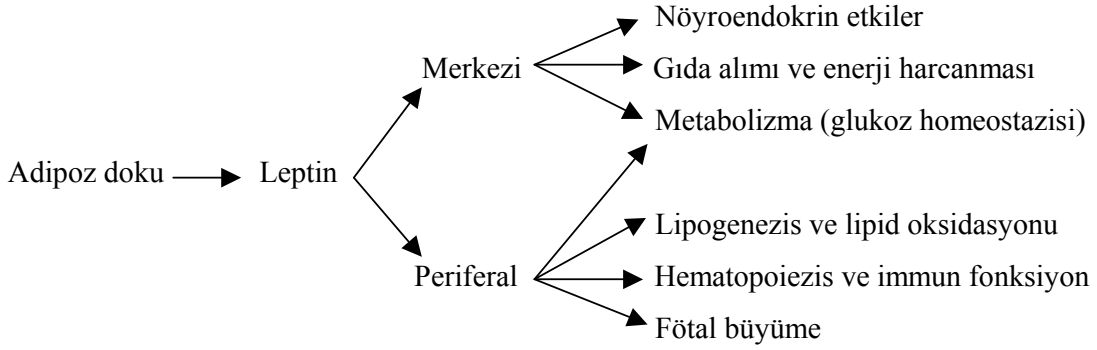 Nöyroendokrin etkiler
Merkezi
Gıda alımı ve enerji harcanması
Metabolizma (glukoz homeostazisi)
Adipoz doku
Leptin
Lipogenezis ve lipid oksidasyonu
Periferal
Hematopoiezis ve immun fonksiyon
Fötal büyüme